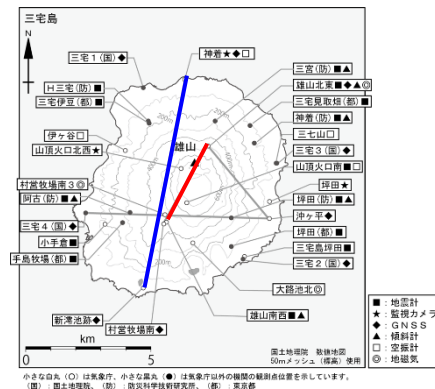 三宅島
N
三宅1(国)◆
神着★◆□
H三宅(防)■
三宅伊豆(都)■
三宮(防)■▲
雄山北東■◆▲◎
三宅見取畑(都)■
神着(防)■▲
伊ヶ谷□
山頂火口北西★
雄山
三七山□
三宅3(国)◆
山頂火口南■□
村営牧場南3◎
阿古(防)■▲
坪田★
坪田(防)■▲
沖ヶ平◆
三宅4(国)◆
小手倉■
手島牧場(都)■
坪田(都)■
三宅島坪田■
三宅2(国)◆
大路池北◎
新澪池跡◆
村営牧場南◆
雄山南西■▲
km
0
5
200m
200m
400m
600m
国土地理院 数値地図
50mメッシュ(標高)使用
■:地震計
★:監視カメラ
◆:GNSS
▲:傾斜計
□:空振計
◎:地磁気
小さな白丸(○)は気象庁、小さな黒丸(●)は気象庁以外の機関の観測点位置を示しています。
(国):国土地理院、(防):防災科学技術研究所、(都):東京都